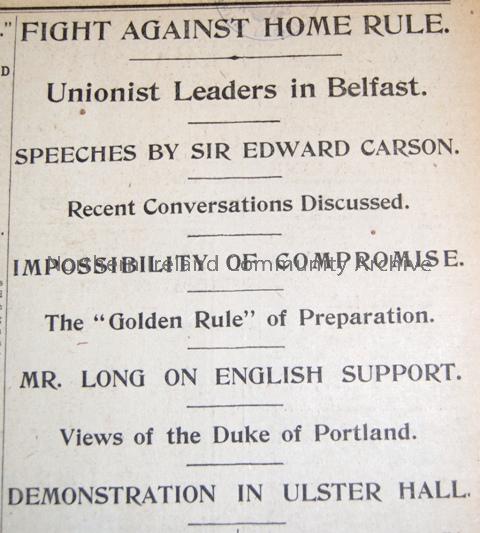 FIGHT AGAINST HOME RULE.
Unionist Leaders in Belfast.
SPEECHES BY SIR EDWARD CARSON.
Recent Conversations Discussed.
IMPOSSIBILITY OF COMPROMISE.
Northern Ireland Community Archive
The "Golden Rule" of Preparation.
MR. LONG ON ENGLISH SUPPORT.
Views of the Duke of Portland.
DEMONSTRATION IN ULSTER HALL.